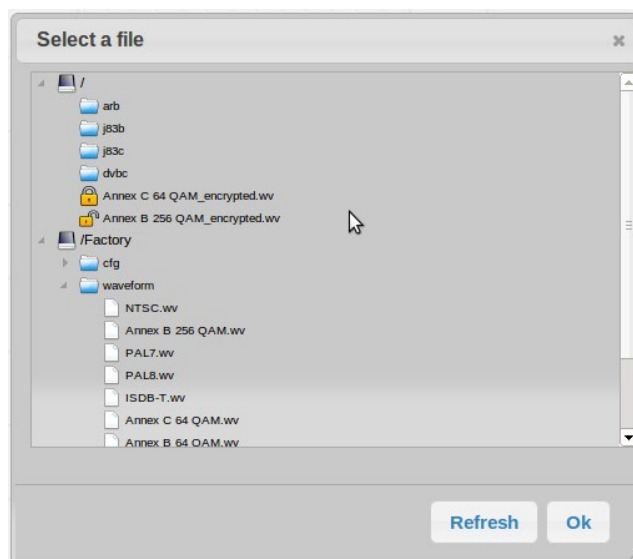 Select a file
/
arb
j83b
j83c
dvbc
Annex C 64 QAM_encrypted.wv
Annex B 256 QAM_encrypted.wv
/Factory
cfg
waveform
NTSC.wv
Annex B 256 QAM.wv
PAL7.wv
PAL8.wv
ISDB-T.wv
Annex C 64 QAM.wv
Annex B 64 QAM.wv
Refresh Ok